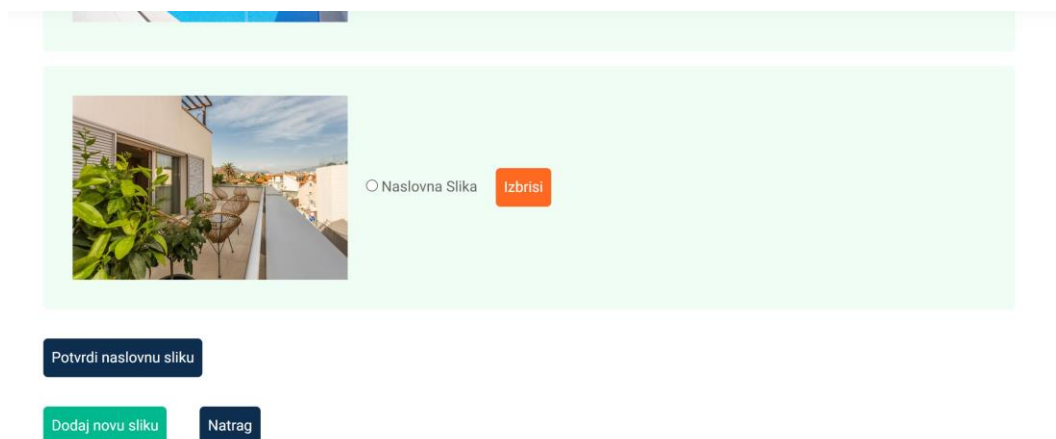 Naslovna Slika
Izbrisi
Potvrdi naslovnu sliku
Dodaj novu sliku
Natrag